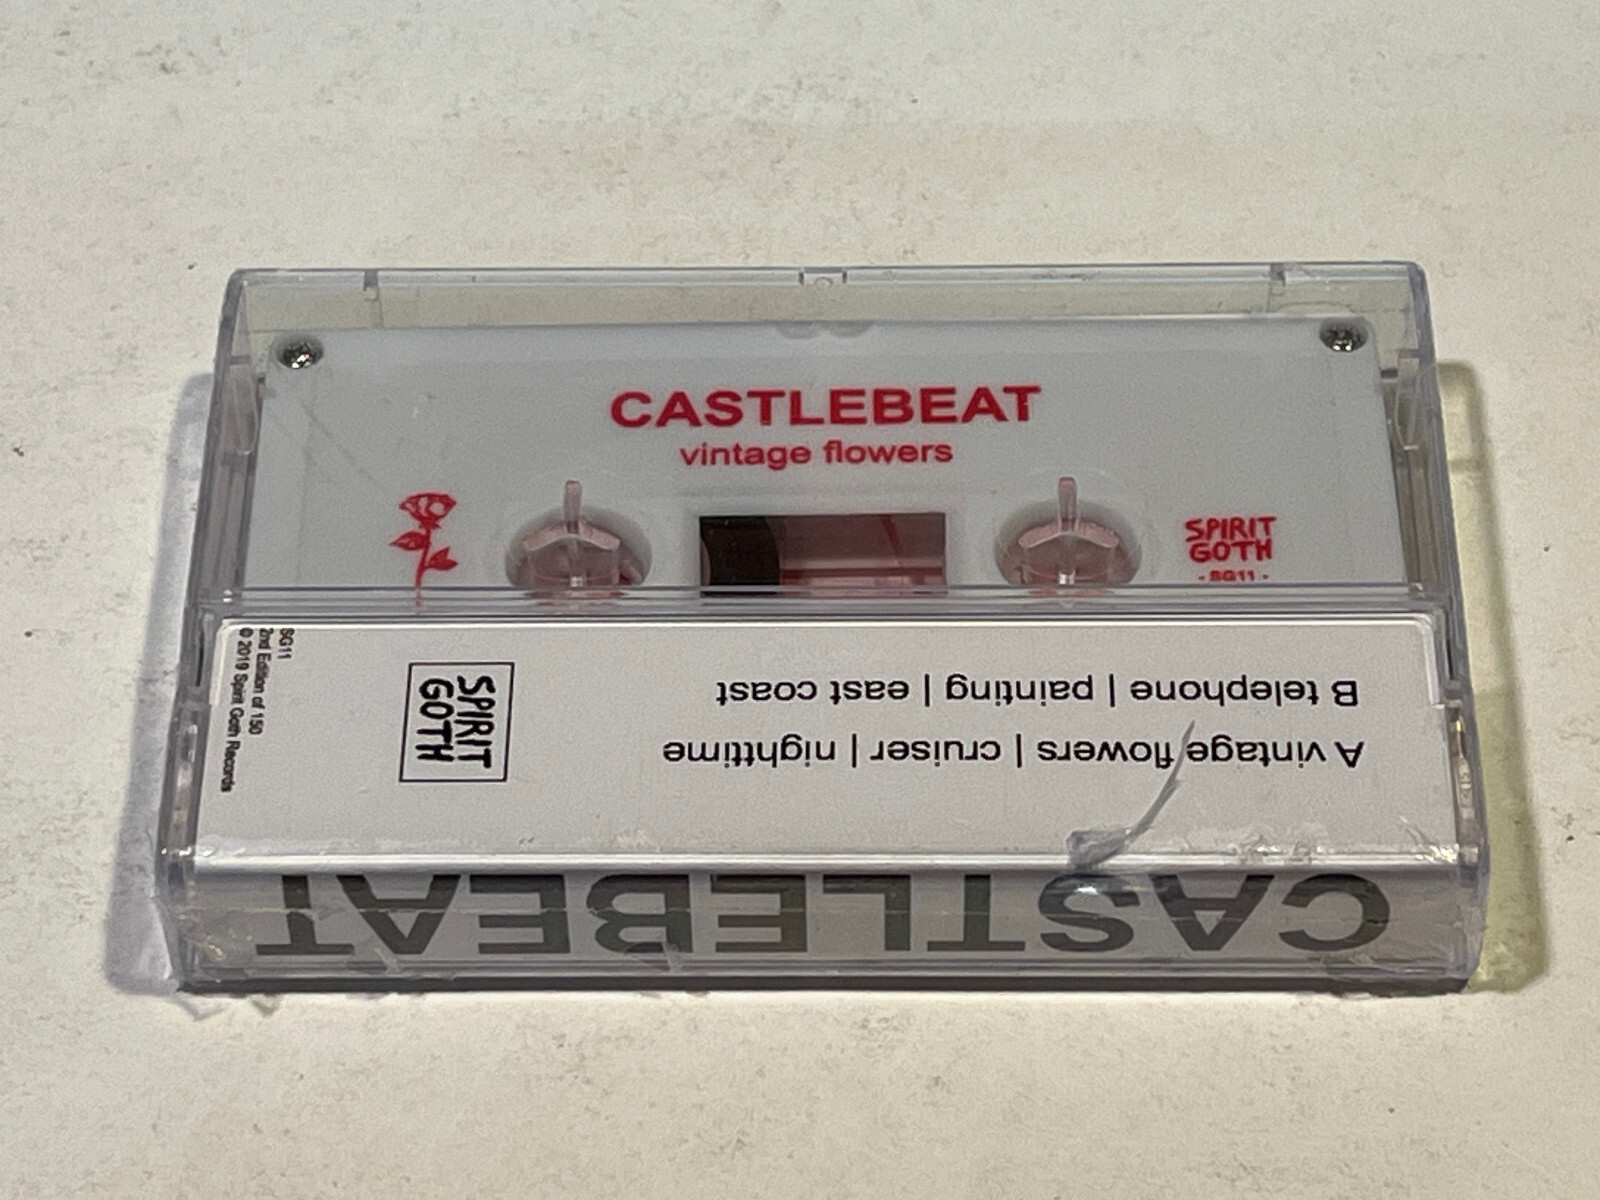 CASTLEBEAT
vintage flowers
SPIRIT
GOTH
- SG11 -
SG11
2nd Edition of 150
© 2019 Spirit Goth Records
SPIRIT
GOTH
A vintage flowers | cruiser | nighttime
B telephone | painting | east coast
CASTLEBEAT